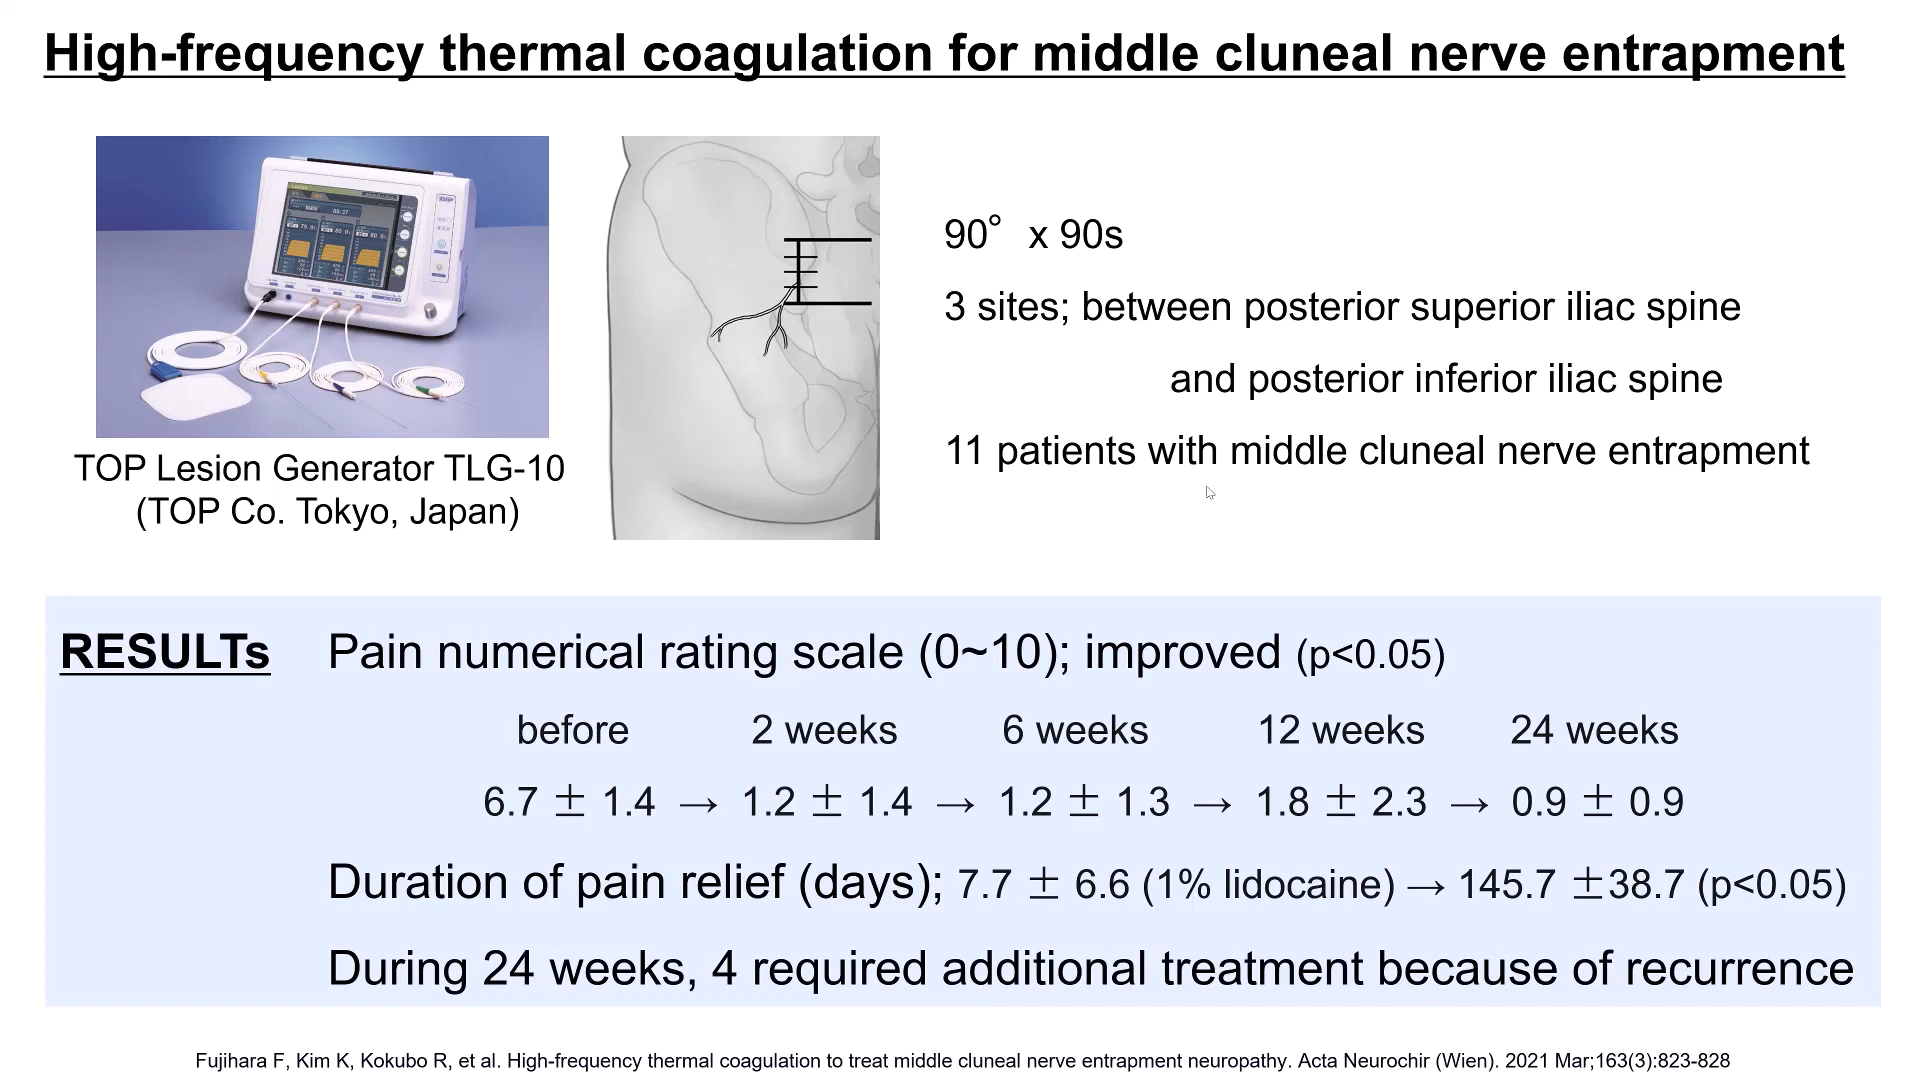 High-frequency thermal coagulation for middle cluneal nerve entrapment
TOP Lesion Generator TLG-10
(TOP Co. Tokyo, Japan)
90° x 90s
3 sites; between posterior superior iliac spine
and posterior inferior iliac spine
11 patients with middle cluneal nerve entrapment
RESULTs Pain numerical rating scale (0~10); improved (p<0.05)
before 2 weeks 6 weeks 12 weeks 24 weeks
6.7 ± 1.4 → 1.2 ± 1.4 → 1.2 ± 1.3 → 1.8 ± 2.3 → 0.9 ± 0.9
Duration of pain relief (days); 7.7 ± 6.6 (1% lidocaine) → 145.7 ±38.7 (p<0.05)
During 24 weeks, 4 required additional treatment because of recurrence
Fujihara F, Kim K, Kokubo R, et al. High-frequency thermal coagulation to treat middle cluneal nerve entrapment neuropathy. Acta Neurochir (Wien). 2021 Mar;163(3):823-828